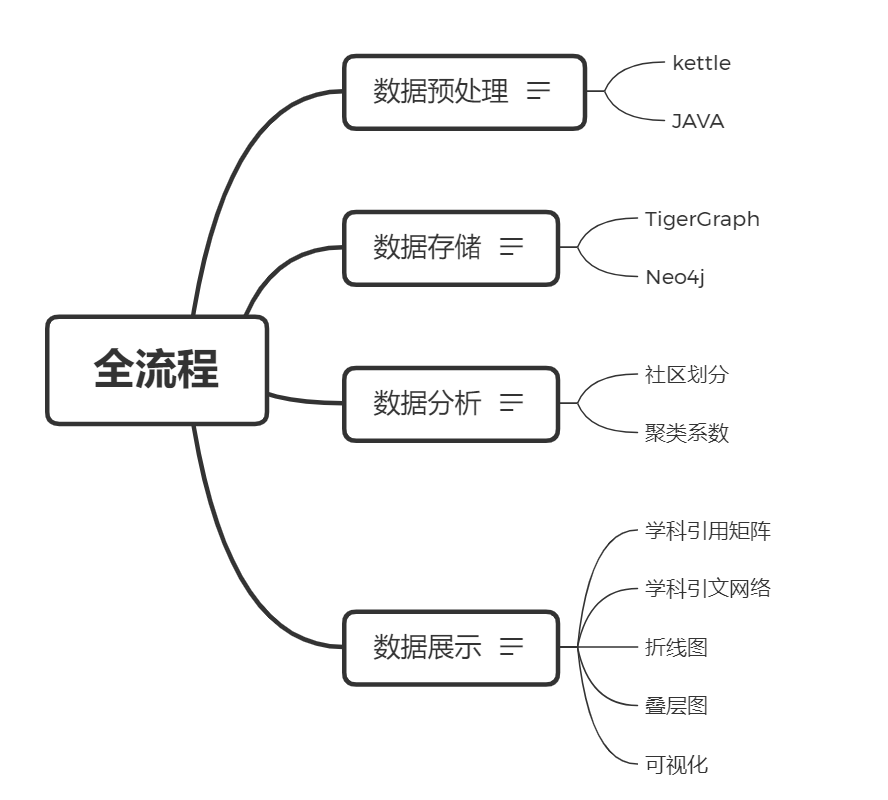 全流程
数据预处理
kettle
JAVA
数据存储
TigerGraph
Neo4j
数据分析
社区划分
聚类系数
数据展示
学科引用矩阵
学科引文网络
折线图
叠层图
可视化